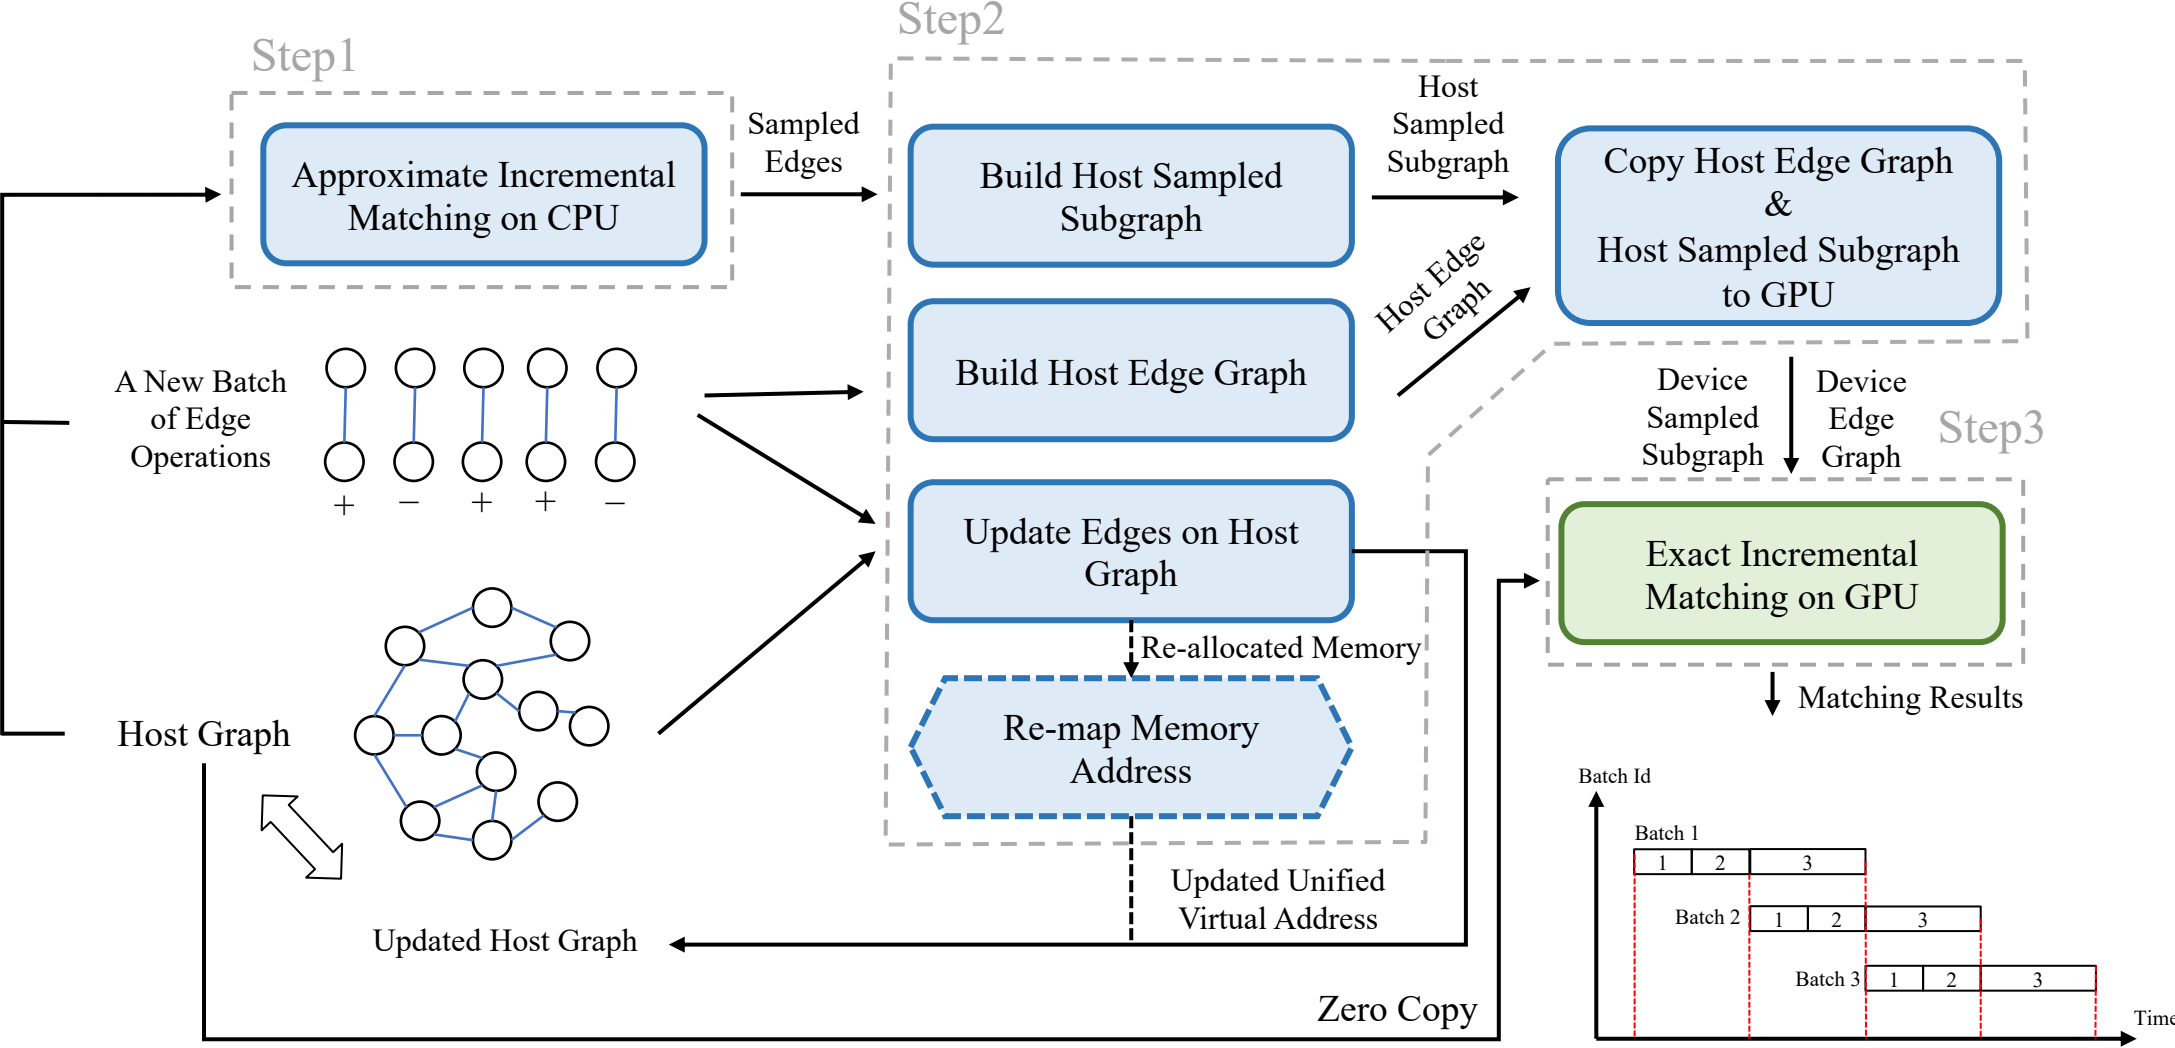 Step1
Step2
Approximate Incremental
Matching on CPU
Sampled
Edges
Build Host Sampled
Subgraph
Host
Sampled
Subgraph
Copy Host Edge Graph
&
Host Sampled Subgraph
to GPU
A New Batch
of Edge
Operations
+ − + + −
Build Host Edge Graph
Host Edge
Graph
Device
Sampled
Subgraph
Device
Edge
Graph
Step3
Update Edges on Host
Graph
Exact Incremental
Matching on GPU
Re-allocated Memory
Re-map Memory
Address
Matching Results
Host Graph
Updated Unified
Virtual Address
Updated Host Graph
Zero Copy
Batch Id
Batch 1
1 2 3
Batch 2 1 2 3
Batch 3 1 2 3
Time